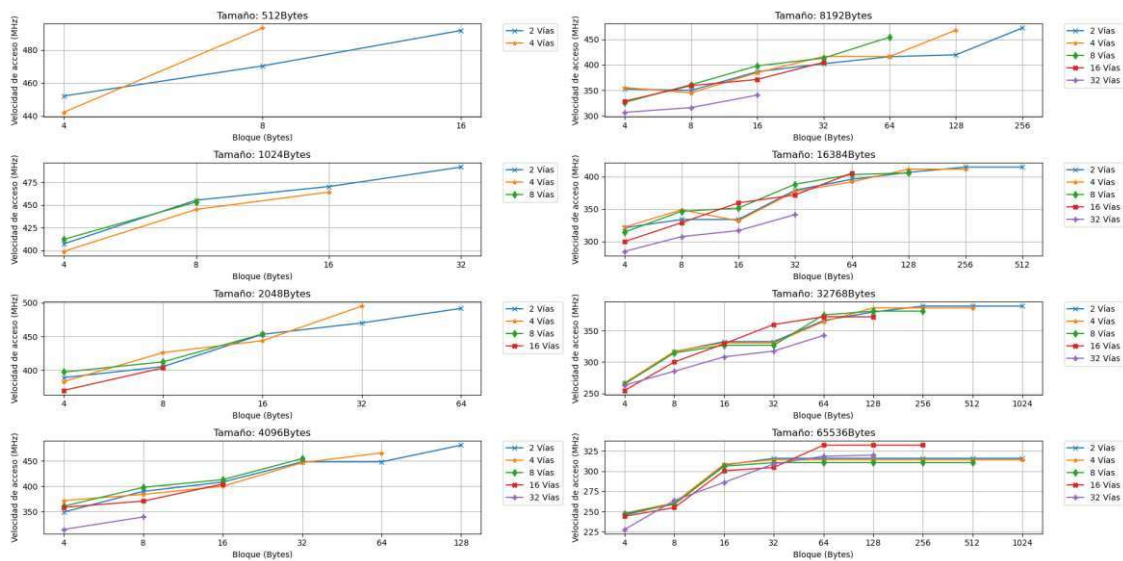 Tamaño: 512Bytes
Velocidad de acceso (MHz)
480
460
440
4
8
16
Bloque (Bytes)
2 Vías
4 Vías
Tamaño: 1024Bytes
Velocidad de acceso (MHz)
475
450
425
400
4
8
16
32
Bloque (Bytes)
2 Vías
4 Vías
8 Vías
Tamaño: 2048Bytes
Velocidad de acceso (MHz)
500
450
400
4
8
16
32
64
Bloque (Bytes)
2 Vías
4 Vías
8 Vías
16 Vías
Tamaño: 4096Bytes
Velocidad de acceso (MHz)
450
400
350
4
8
16
32
64
128
Bloque (Bytes)
2 Vías
4 Vías
8 Vías
16 Vías
32 Vías
Tamaño: 8192Bytes
Velocidad de acceso (MHz)
450
400
350
300
4
8
16
32
64
128
256
Bloque (Bytes)
2 Vías
4 Vías
8 Vías
16 Vías
32 Vías
Tamaño: 16384Bytes
Velocidad de acceso (MHz)
400
350
300
4
8
16
32
64
128
256
512
Bloque (Bytes)
2 Vías
4 Vías
8 Vías
16 Vías
32 Vías
Tamaño: 32768Bytes
Velocidad de acceso (MHz)
350
300
250
4
8
16
32
64
128
256
512
1024
Bloque (Bytes)
2 Vías
4 Vías
8 Vías
16 Vías
32 Vías
Tamaño: 65536Bytes
Velocidad de acceso (MHz)
325
300
275
250
225
4
8
16
32
64
128
256
512
1024
Bloque (Bytes)
2 Vías
4 Vías
8 Vías
16 Vías
32 Vías